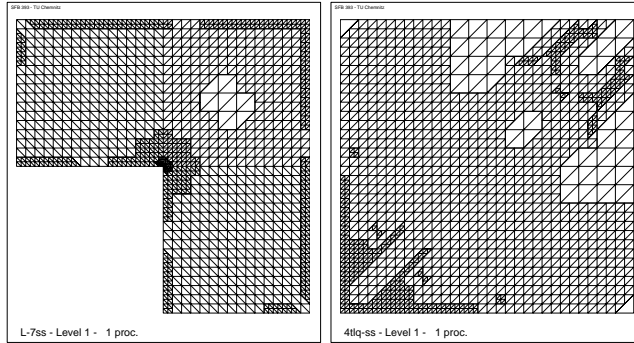 SFB 393 - TU Chemnitz
L-7ss - Level 1 - 1 proc.
SFB 393 - TU Chemnitz
4tlq-ss - Level 1 - 1 proc.